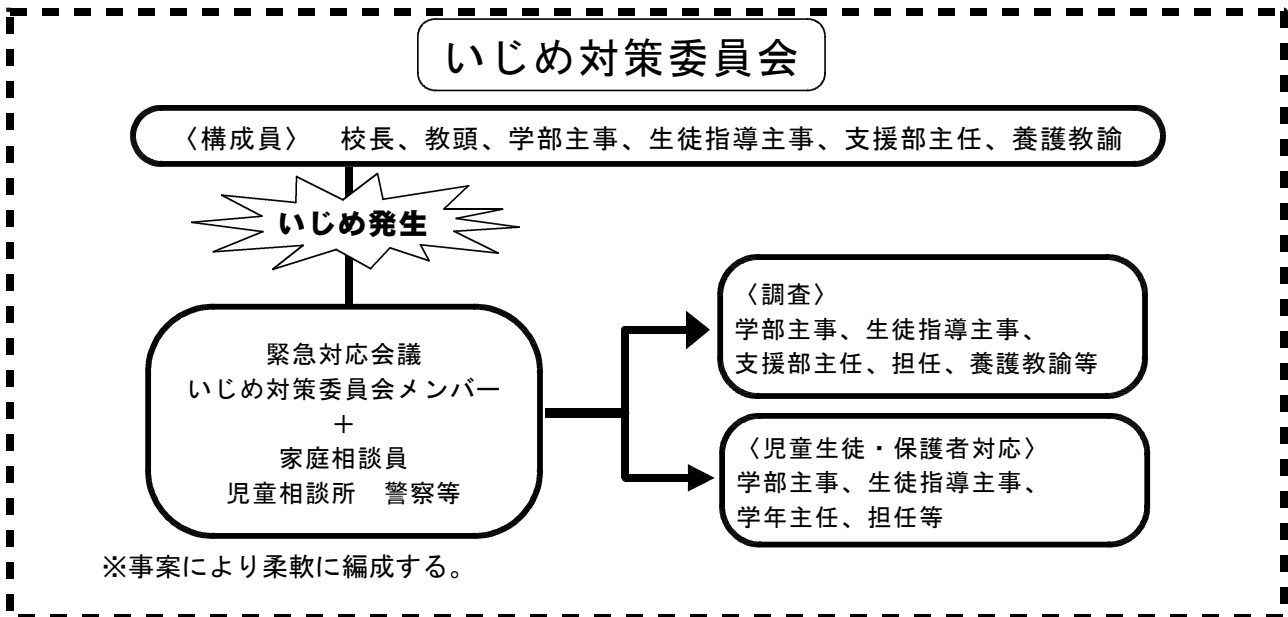 いじめ対策委員会
〈構成員〉　校長、教頭、学部主事、生徒指導主事、支援部主任、養護教諭
いじめ発生
緊急対応会議
いじめ対策委員会メンバー
＋
家庭相談員
児童相談所　警察等
〈調査〉
学部主事、生徒指導主事、
支援部主任、担任、養護教諭等
〈児童生徒・保護者対応〉
学部主事、生徒指導主事、
学年主任、担任等
※事案により柔軟に編成する。